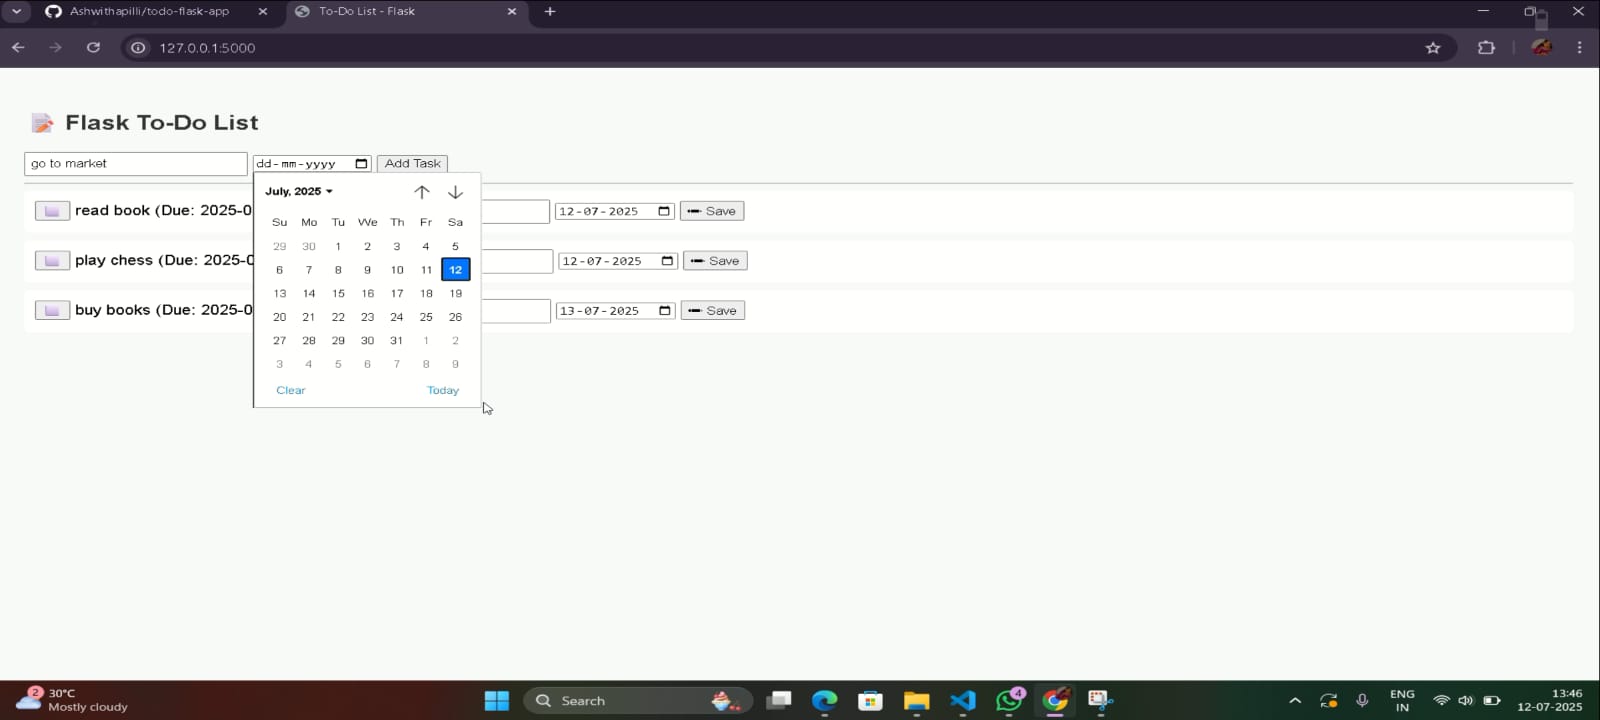 Ashwithapilli/todo-flask-app
To-Do List - Flask
127.0.0.1:5000
Flask To-Do List
go to market dd-mm-yyyy Add Task
July, 2025
Su Mo Tu We Th Fr Sa
29 30 1 2 3 4 5
6 7 8 9 10 11 12
13 14 15 16 17 18 19
20 21 22 23 24 25 26
27 28 29 30 31 1 2
3 4 5 6 7 8 9
Clear Today
read book (Due: 2025-0 12-07-2025 Save
play chess (Due: 2025-0 12-07-2025 Save
buy books (Due: 2025-0 13-07-2025 Save
2
30°C
Mostly cloudy
Search
4
ENG
IN
13:46
12-07-2025